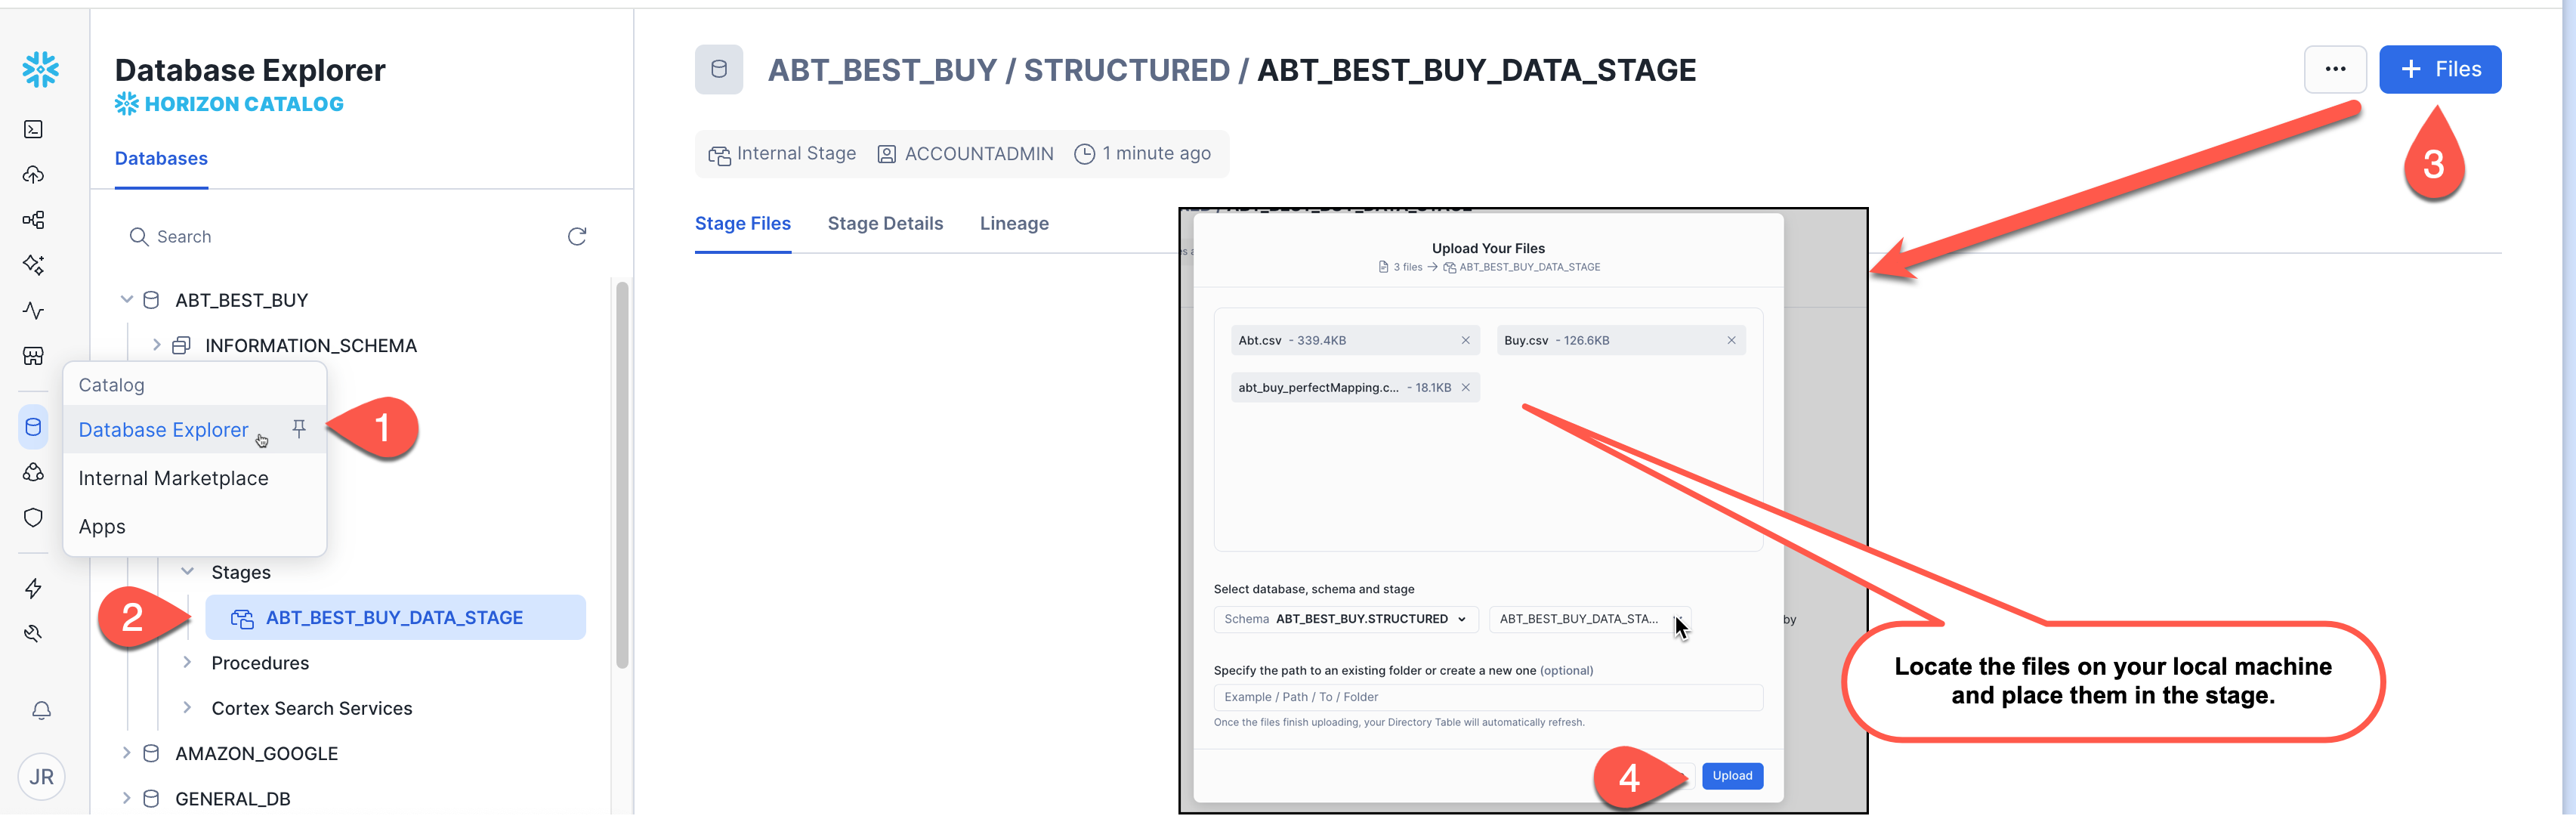 Database Explorer
HORIZON CATALOG
Databases
Search
ABT_BEST_BUY
INFORMATION_SCHEMA
Catalog
Database Explorer
1
Internal Marketplace
Apps
Stages
2
ABT_BEST_BUY_DATA_STAGE
Procedures
Cortex Search Services
AMAZON_GOOGLE
GENERAL_DB
JR
ABT_BEST_BUY / STRUCTURED / ABT_BEST_BUY_DATA_STAGE
... + Files
3
Internal Stage ACCOUNTADMIN 1 minute ago
Stage Files Stage Details Lineage
Upload Your Files
3 files → ABT_BEST_BUY_DATA_STAGE
Abt.csv - 339.4KB
Buy.csv - 126.6KB
abt_buy_perfectMapping.c... - 18.1KB
Select database, schema and stage
Schema ABT_BEST_BUY.STRUCTURED
ABT_BEST_BUY_DATA_STA...
by
Specify the path to an existing folder or create a new one (optional)
Example / Path / To / Folder
Once the files finish uploading, your Directory Table will automatically refresh.
4
Upload
Locate the files on your local machine
and place them in the stage.